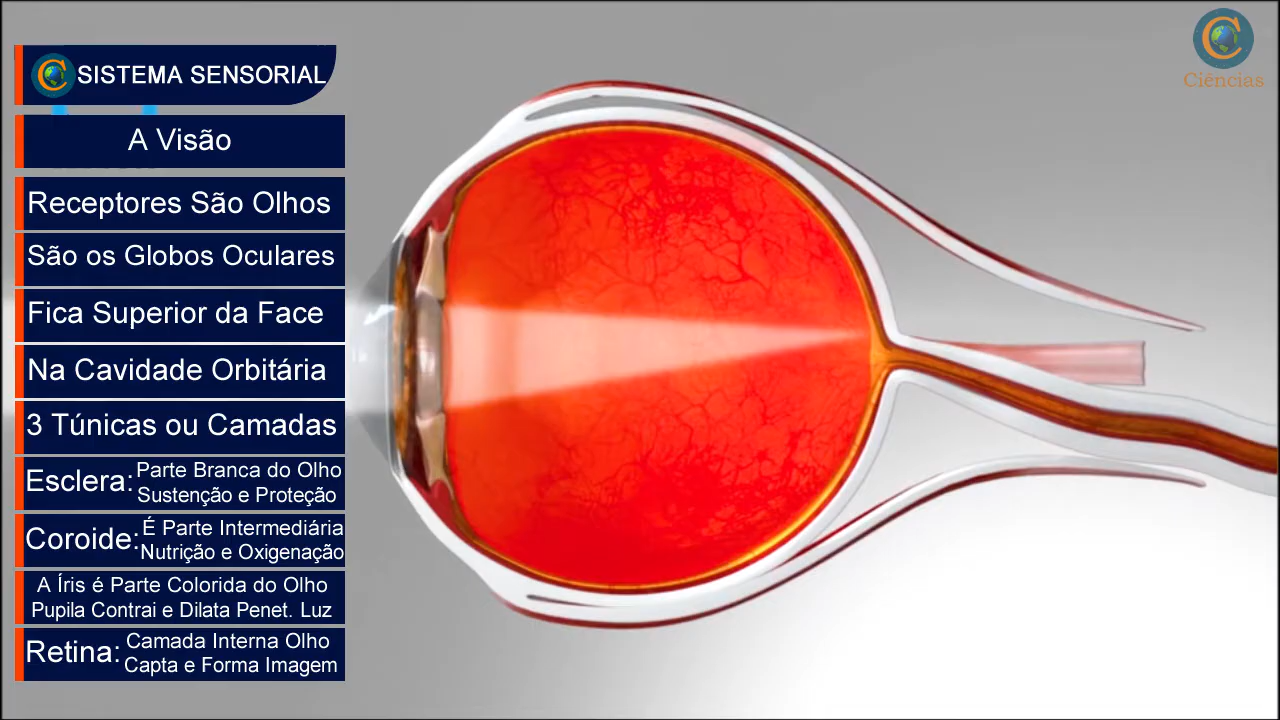 SISTEMA SENSORIAL
Ciências
A Visão
Receptores São Olhos
São os Globos Oculares
Fica Superior da Face
Na Cavidade Orbitária
3 Túnicas ou Camadas
Esclera: Parte Branca do Olho
Sustenção e Proteção
Coroide: É Parte Intermediária
Nutrição e Oxigenação
A Íris é Parte Colorida do Olho
Pupila Contrai e Dilata Penet. Luz
Retina: Camada Interna Olho
Capta e Forma Imagem